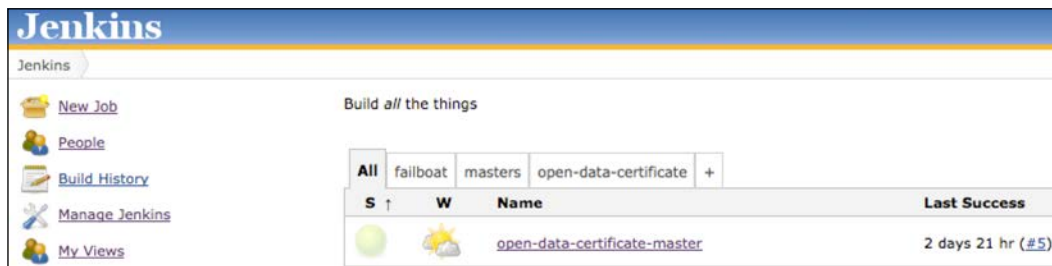 Jenkins
Jenkins
New Job
People
Build History
Manage Jenkins
My Views
Build all the things
All failboat masters open-data-certificate +
S ↑ W Name Last Success
open-data-certificate-master 2 days 21 hr (#5)